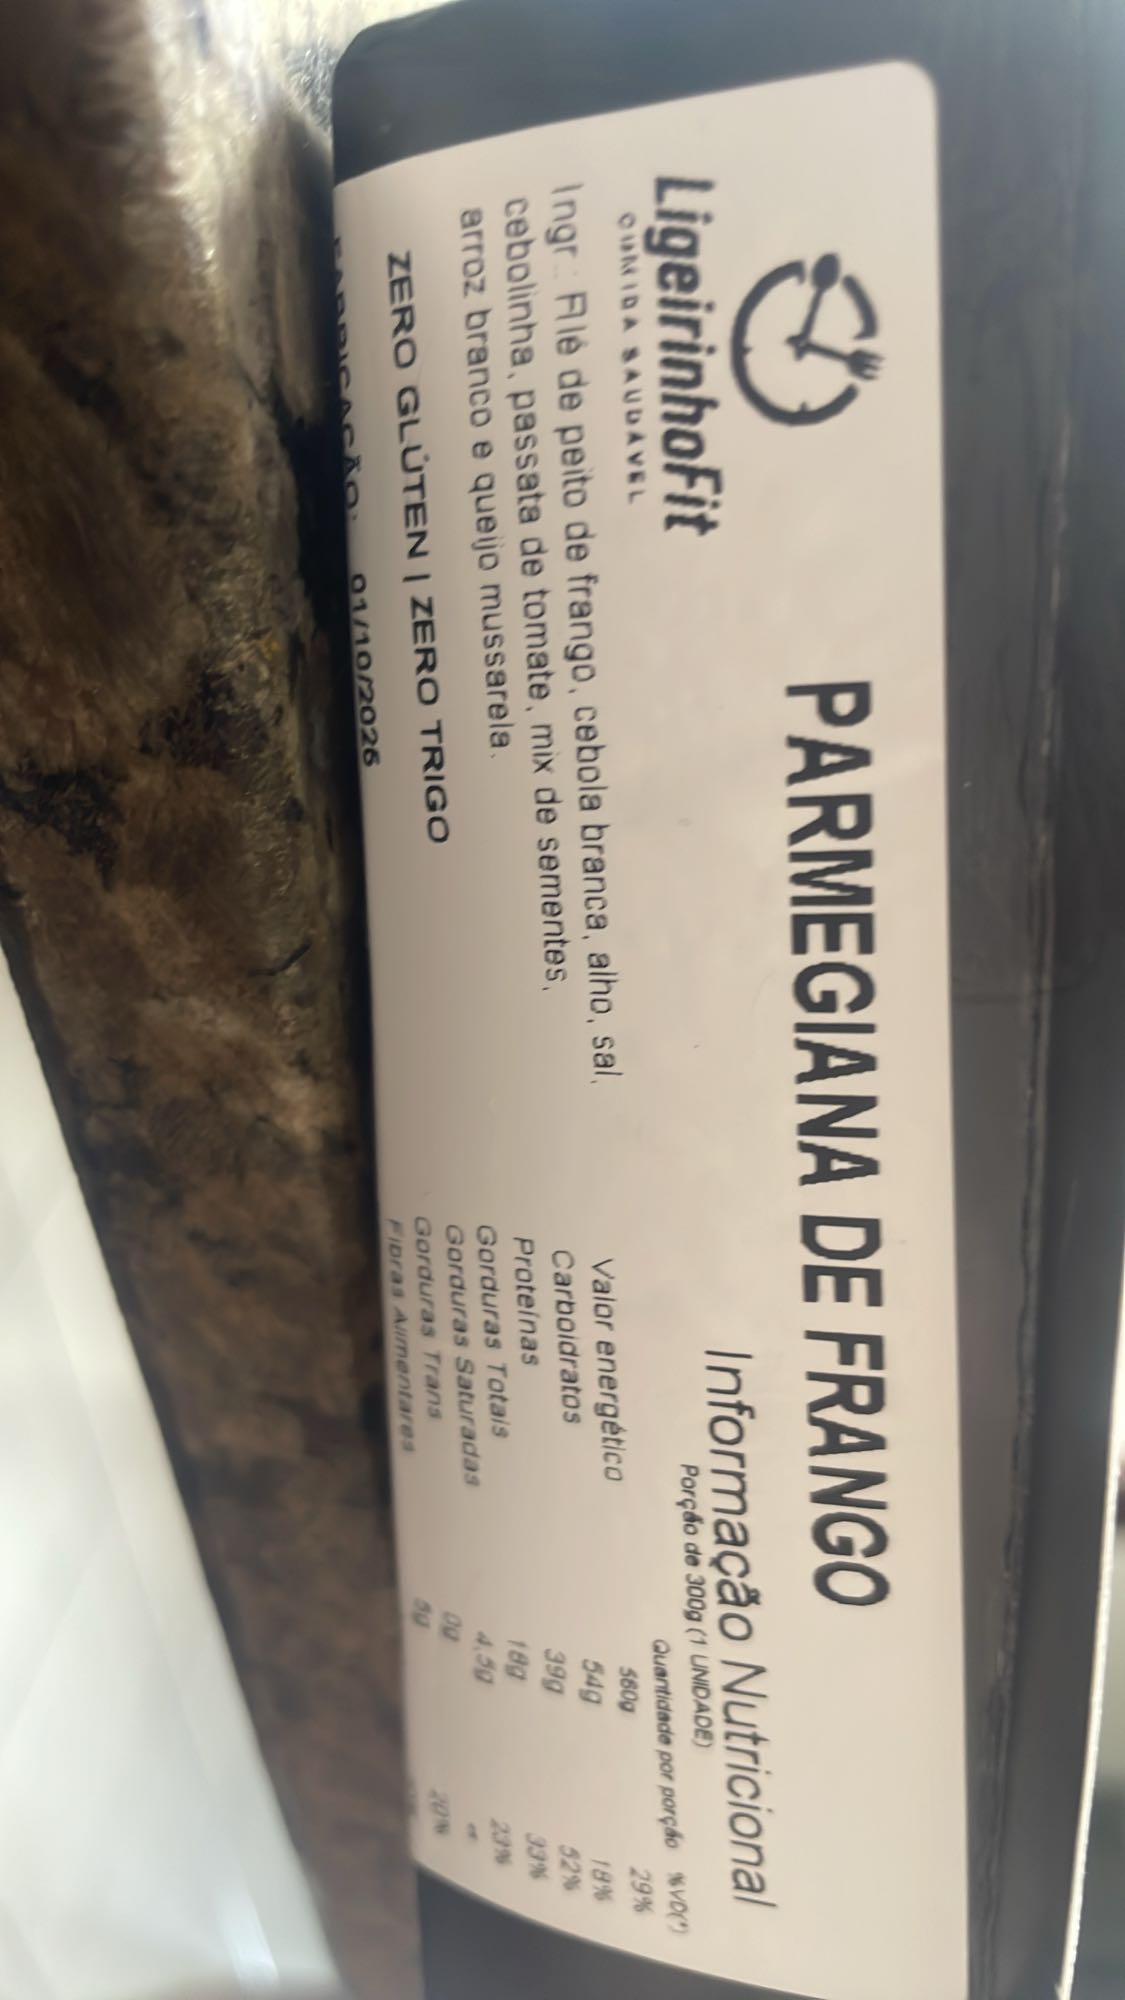 PARMEGIANA DE FRANGO
LigeirinhoFit
COMIDA SAUDÁVEL
Ingr.: Filé de peito de frango, cebola branca, alho, sal,
cebolinha, passata de tomate, mix de sementes,
arroz branco e queijo mussarela.
ZERO GLÚTEN | ZERO TRIGO
FABRICAÇÃO: 01/10/2025
Informação Nutricional
Porção de 300g (1 UNIDADE)
Quantidade por porção %VD(*)
Valor energético 560g 29%
Carboidratos 54g 18%
Proteínas 39g 52%
Gorduras Totais 18g 33%
Gorduras Saturadas 4,5g 23%
Gorduras Trans 0g **
Fibras Alimentares 5g 20%